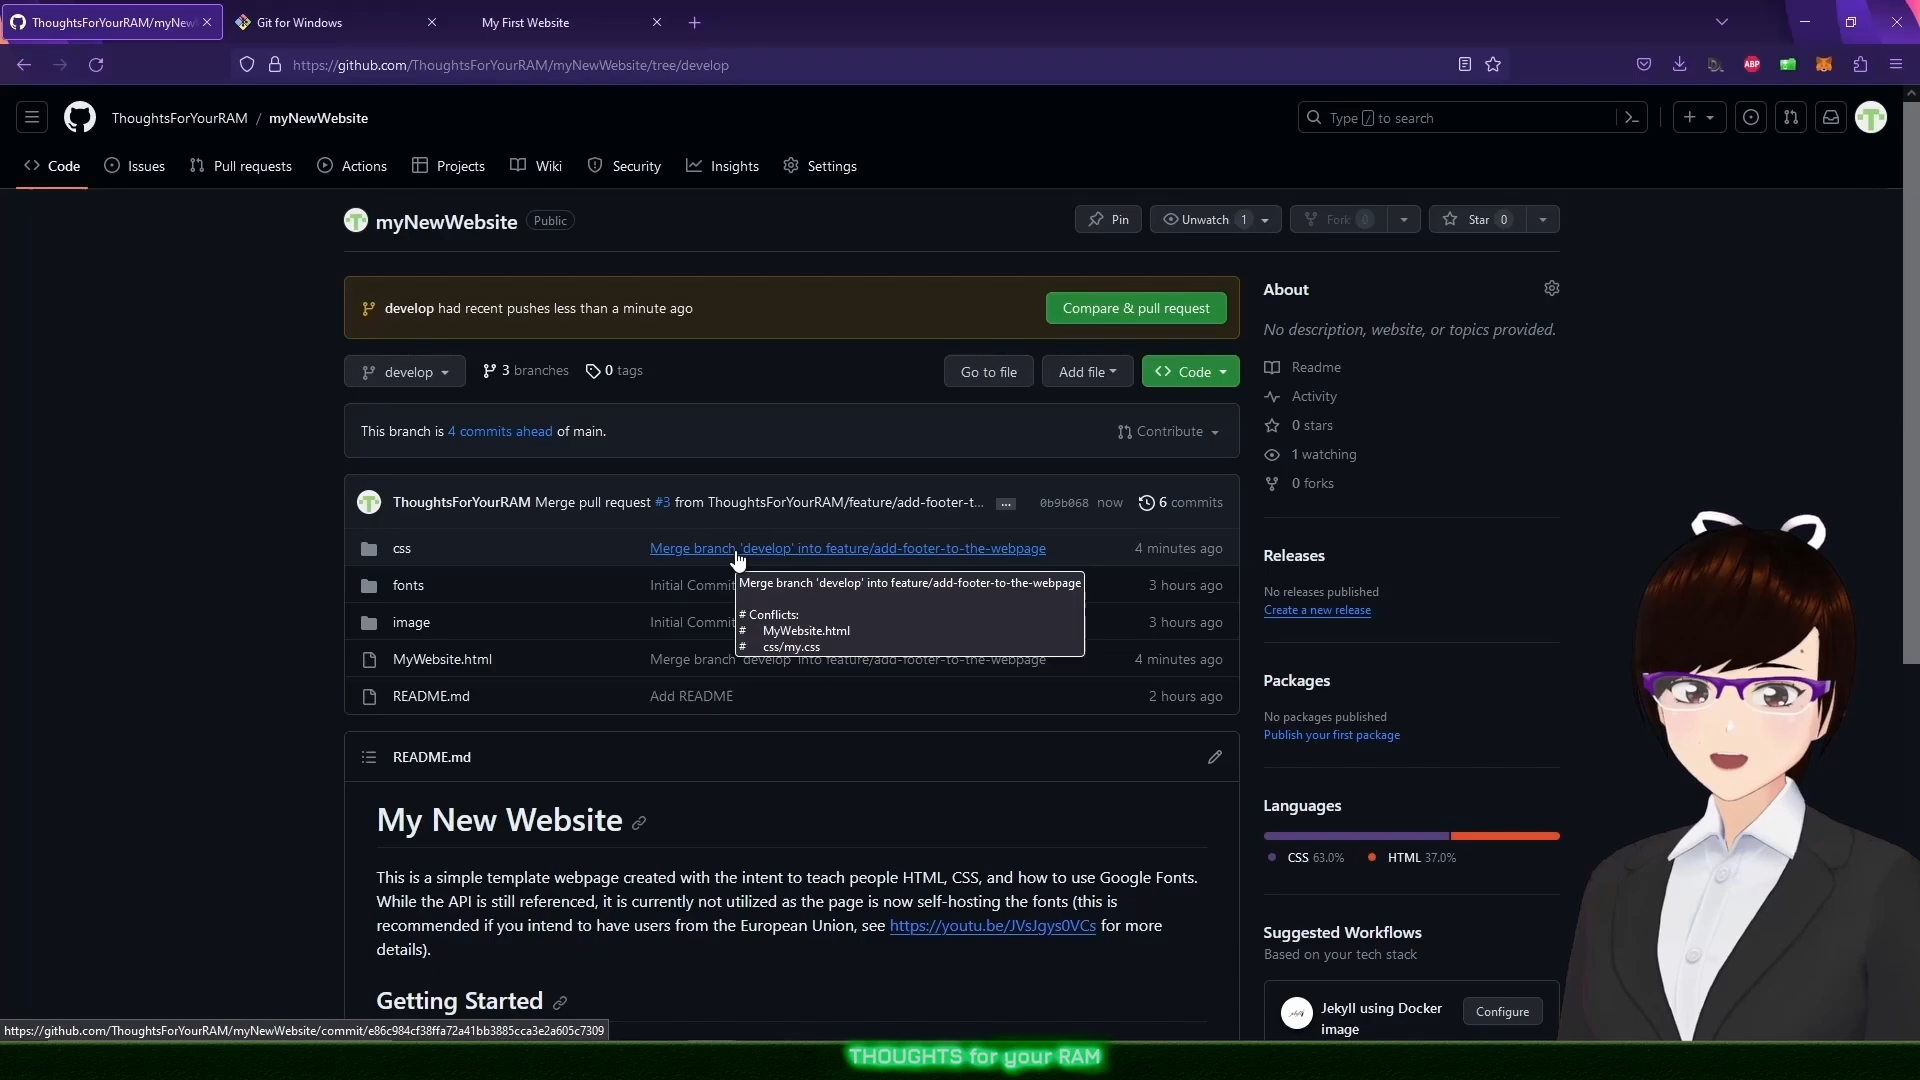 ThoughtsForYourRAM/myNew
Git for Windows
My First Website
https://github.com/ThoughtsForYourRAM/myNewWebsite/tree/develop
ABP
ThoughtsForYourRAM / myNewWebsite
Type / to search
Code
Issues
Pull requests
Actions
Projects
Wiki
Security
Insights
Settings
myNewWebsite
Public
Pin
Unwatch 1
Fork 0
Star 0
develop had recent pushes less than a minute ago
Compare & pull request
develop
3 branches
0 tags
Go to file
Add file
Code
This branch is 4 commits ahead of main.
Contribute
ThoughtsForYourRAM Merge pull request #3 from ThoughtsForYourRAM/feature/add-footer-t...
...
0b9b068 now
6 commits
css
Merge branch 'develop' into feature/add-footer-to-the-webpage
4 minutes ago
Merge branch 'develop' into feature/add-footer-to-the-webpage
# Conflicts:
# MyWebsite.html
# css/my.css
fonts
Initial Commit
3 hours ago
image
Initial Commit
3 hours ago
MyWebsite.html
Merge branch 'develop' into feature/add-footer-to-the-webpage
4 minutes ago
README.md
Add README
2 hours ago
README.md
My New Website
This is a simple template webpage created with the intent to teach people HTML, CSS, and how to use Google Fonts.
While the API is still referenced, it is currently not utilized as the page is now self-hosting the fonts (this is
recommended if you intend to have users from the European Union, see https://youtu.be/JVsJgys0VCs for more
details).
Getting Started
About
No description, website, or topics provided.
Readme
Activity
0 stars
1 watching
0 forks
Releases
No releases published
Create a new release
Packages
No packages published
Publish your first package
Languages
CSS 63.0%
HTML 37.0%
Suggested Workflows
Based on your tech stack
Jekyll using Docker
image
Configure
https://github.com/ThoughtsForYourRAM/myNewWebsite/commit/e86c984cf38ffa72a41bb3885cca3e2a605c7309
THOUGHTS for your RAM